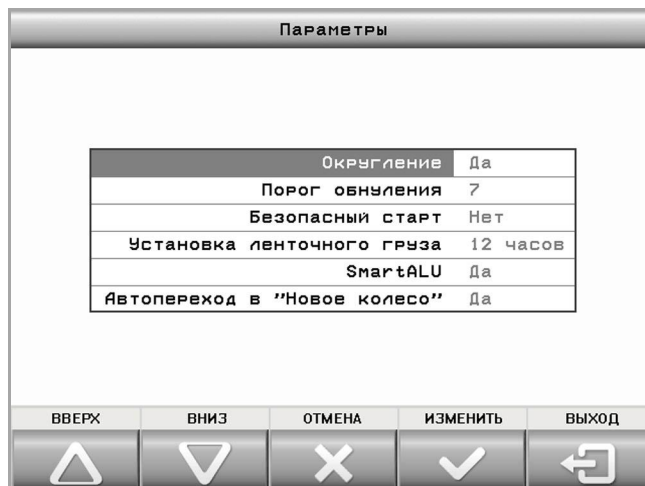 Параметры
Округление Да
Порог обнуления 7
Безопасный старт Нет
Установка ленточного груза 12 часов
SmartALU Да
Автопереход в "Новое колесо" Да
ВВЕРХ ВНИЗ ОТМЕНА ИЗМЕНИТЬ ВЫХОД